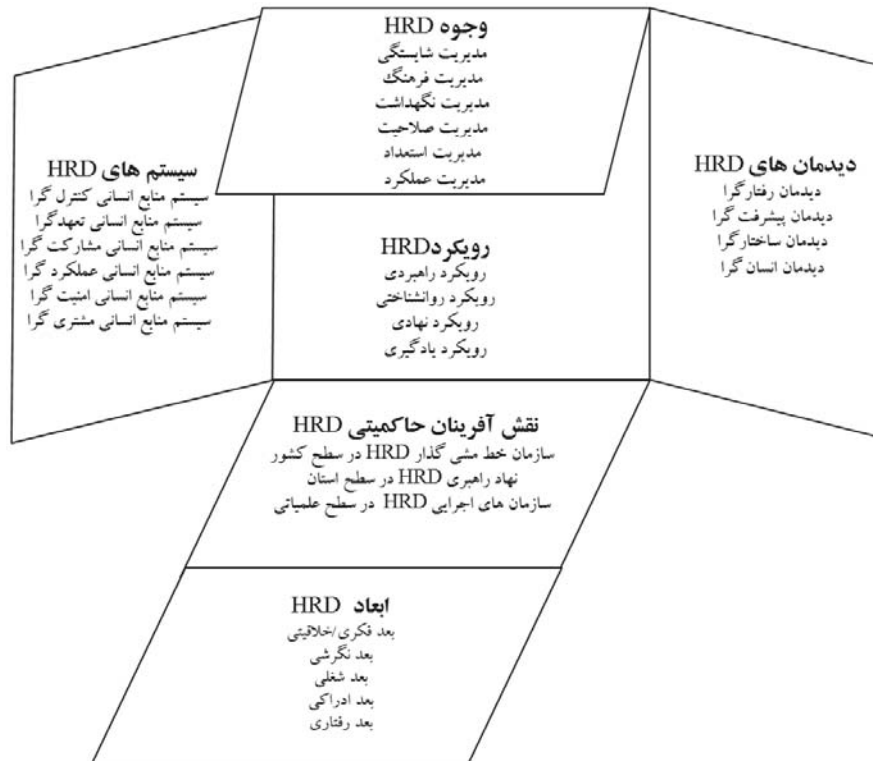 وجوه HRD
مدیریت شایستگی
مدیریت فرهنگ
مدیریت نگهداشت
مدیریت صلاحیت
مدیریت استعداد
مدیریت عملکرد
دیدمان های HRD
دیدمان رفتارگرا
دیدمان پیشرفت گرا
دیدمان ساختارگرا
دیدمان انسان گرا
رویکردHRD
رویکرد راهبردی
رویکرد روانشناختی
رویکرد نهادی
رویکرد یادگیری
سیستم های HRD
سیستم منابع انسانی کنترل گرا
سیستم منابع انسانی تعهدگرا
سیستم منابع انسانی مشارکت گرا
سیستم منابع انسانی عملکرد گرا
سیستم منابع انسانی امنیت گرا
سیستم منابع انسانی مشتری گرا
نقش آفرینان حاکمیتی HRD
سازمان خط مشی گذار HRD در سطح کشور
نهاد راهبری HRD در سطح استان
سازمان های اجرایی HRD در سطح علمیاتی
ابعاد HRD
بعد فکری/خلاقیتی
بعد نگرشی
بعد شغلی
بعد ادراکی
بعد رفتاری